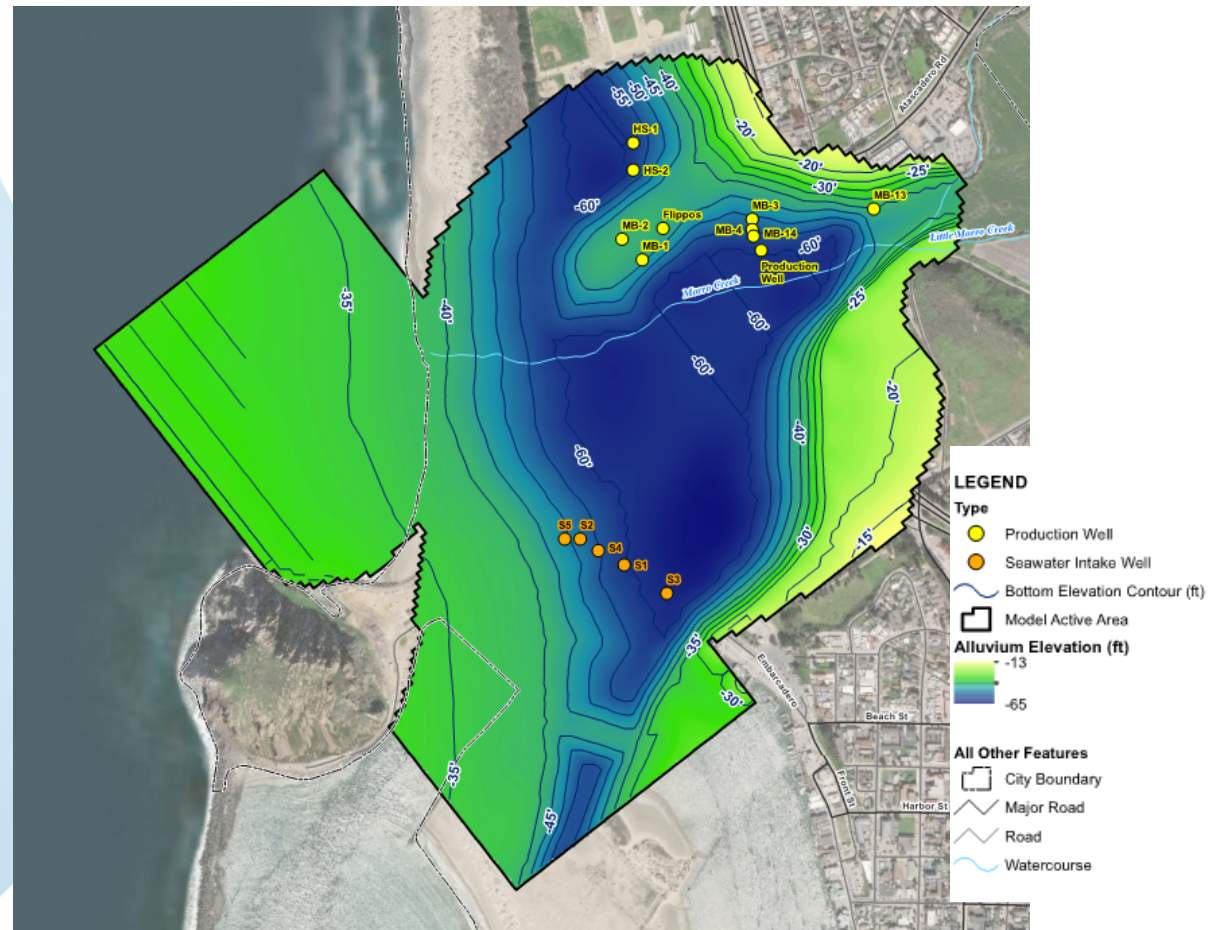 -55'
-50'
-45'
-40'
-20'
Atascadero Rd
HS-1
HS-2
-20'
-25'
-30'
MB-13
-60'
Flippos
MB-3
MB-2
MB-4
MB-14
MB-1
-60'
Production
Well
Little Morro Creek
Morro Creek
-35'
-40'
-25'
-60'
-60'
-20'
-40'
-60'
S5
S2
S4
S1
S3
-30'
-15'
-35'
-30'
Embarcadero
Beach St
Front St
Harbor St
-35'
-45'
LEGEND
Type
Production Well
Seawater Intake Well
Bottom Elevation Contour (ft)
Model Active Area
Alluvium Elevation (ft)
-13
-65
All Other Features
City Boundary
Major Road
Road
Watercourse